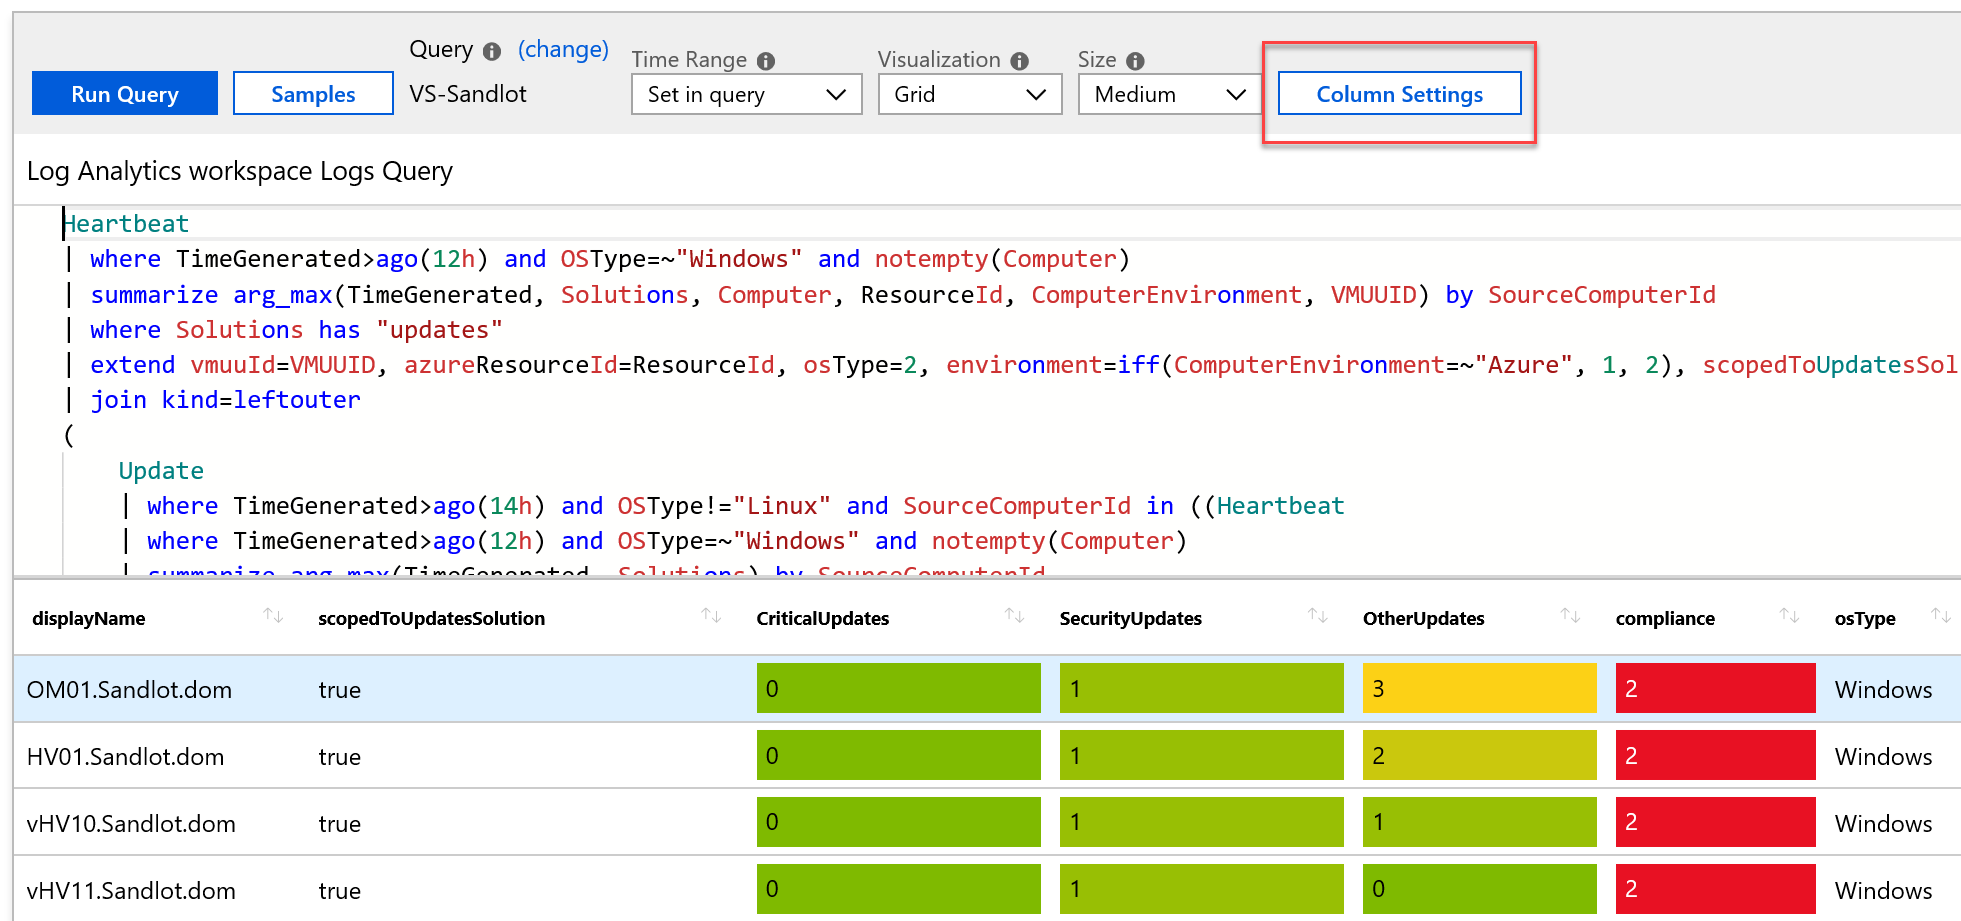 Query (change)
Time Range
Visualization
Size
Run Query
Samples
VS-Sandlot
Set in query
Grid
Medium
Column Settings
Log Analytics workspace Logs Query
Heartbeat
| where TimeGenerated>ago(12h) and OSType=~"Windows" and notempty(Computer)
| summarize arg_max(TimeGenerated, Solutions, Computer, ResourceId, ComputerEnvironment, VMUUID) by SourceComputerId
| where Solutions has "updates"
| extend vmuuId=VMUUID, azureResourceId=ResourceId, osType=2, environment=iff(ComputerEnvironment=~"Azure", 1, 2), scopedToUpdatesSol
| join kind=leftouter
(
Update
| where TimeGenerated>ago(14h) and OSType!="Linux" and SourceComputerId in ((Heartbeat
| where TimeGenerated>ago(12h) and OSType=~"Windows" and notempty(Computer)
| summarize arg_max(TimeGenerated, Solutions) by SourceComputerId
displayName scopedToUpdatesSolution CriticalUpdates SecurityUpdates OtherUpdates compliance osType
OM01.Sandlot.dom true 0 1 3 2 Windows
HV01.Sandlot.dom true 0 1 2 2 Windows
vHV10.Sandlot.dom true 0 1 1 2 Windows
vHV11.Sandlot.dom true 0 1 0 2 Windows